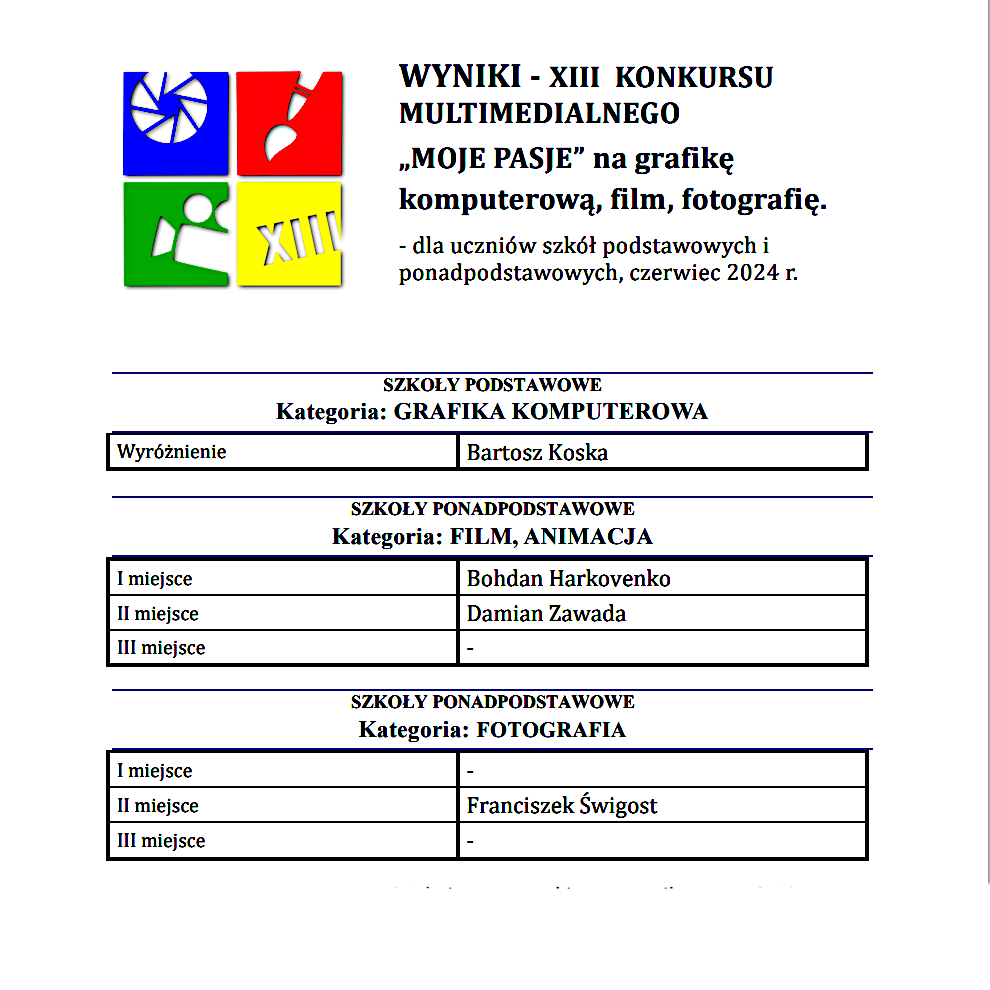 XIII
WYNIKI - XIII KONKURSU
MULTIMEDIALNEGO
„MOJE PASJE” na grafikę
komputerową, film, fotografię.
- dla uczniów szkół podstawowych i
ponadpodstawowych, czerwiec 2024 r.
SZKOŁY PODSTAWOWE
Kategoria: GRAFIKA KOMPUTEROWA
Wyróżnienie Bartosz Koska
SZKOŁY PONADPODSTAWOWE
Kategoria: FILM, ANIMACJA
I miejsce Bohdan Harkovenko
II miejsce Damian Zawada
III miejsce -
SZKOŁY PONADPODSTAWOWE
Kategoria: FOTOGRAFIA
I miejsce -
II miejsce Franciszek Świgost
III miejsce -